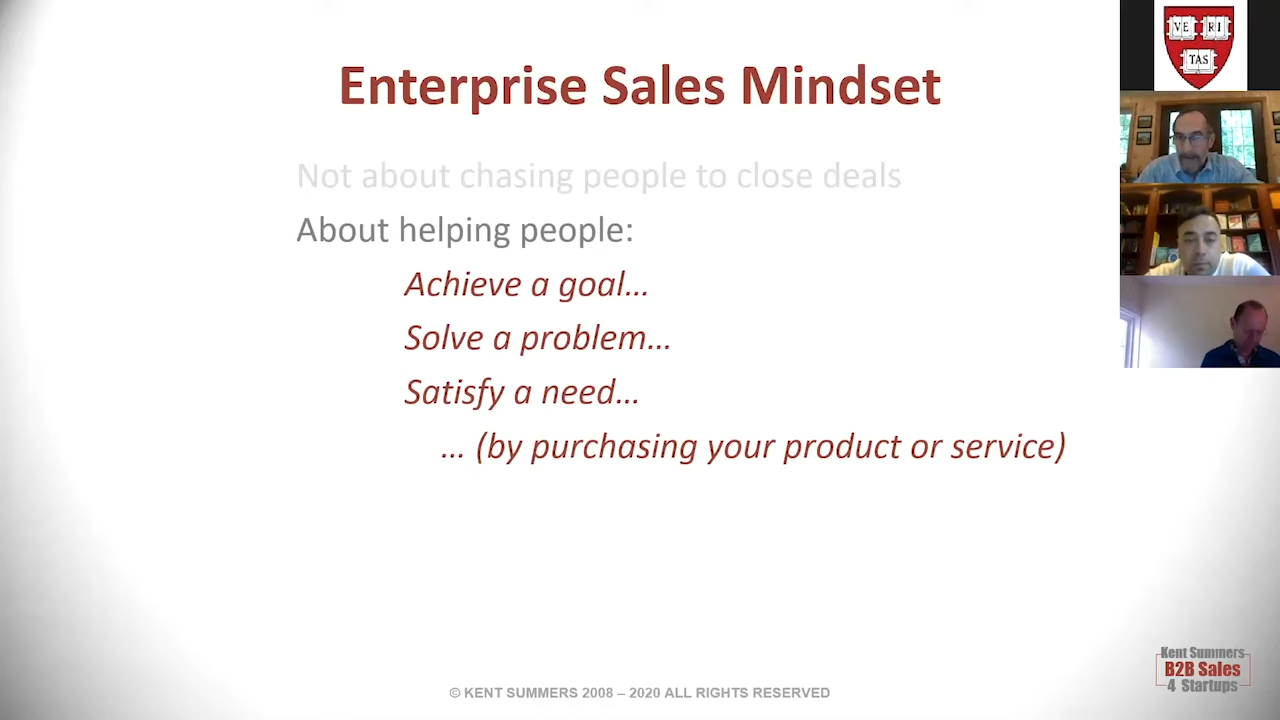 Enterprise Sales Mindset
Not about chasing people to close deals
About helping people:
Achieve a goal...
Solve a problem...
Satisfy a need...
... (by purchasing your product or service)
VE RI
TAS
Kent Summers
B2B Sales
4 Startups
© KENT SUMMERS 2008 – 2020 ALL RIGHTS RESERVED